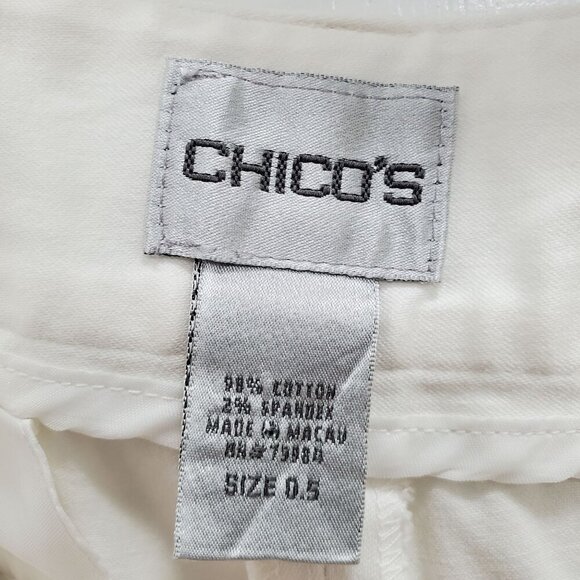 CHICO'S
98% COTTON
2% SPANDEX
MADE IN MACAU
SIZE 0.5